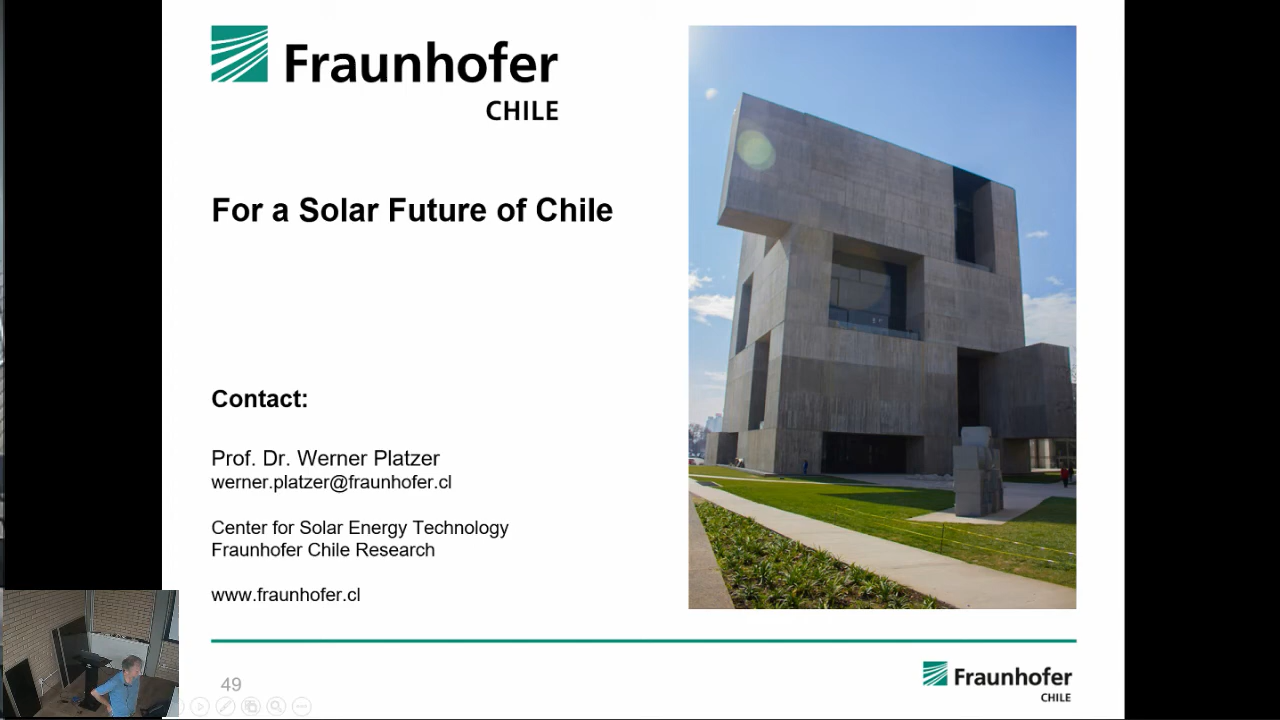 Fraunhofer
CHILE
For a Solar Future of Chile
Contact:
Prof. Dr. Werner Platzer
werner.platzer@fraunhofer.cl
Center for Solar Energy Technology
Fraunhofer Chile Research
www.fraunhofer.cl
49
Fraunhofer
CHILE